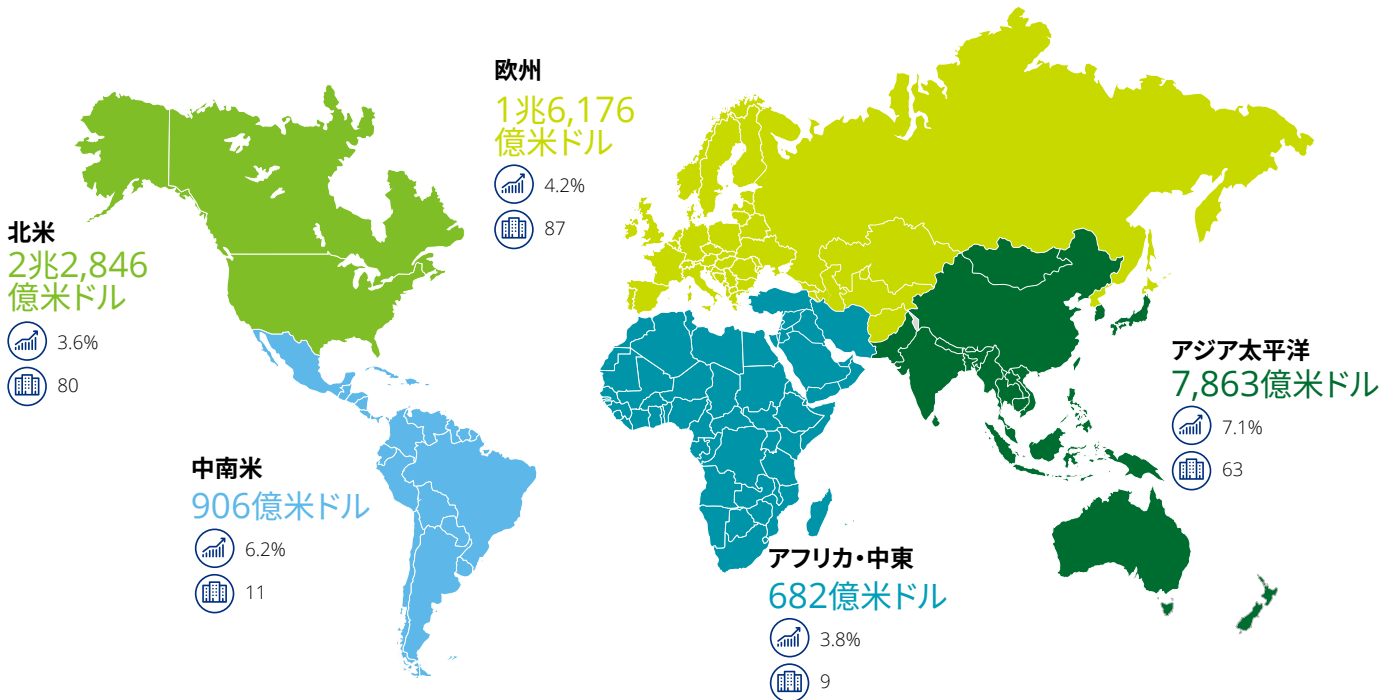 欧州
1兆6,176
億米ドル
4.2%
87
北米
2兆2,846
億米ドル
3.6%
80
アジア太平洋
7,863億米ドル
7.1%
63
中南米
906億米ドル
6.2%
11
アフリカ・中東
682億米ドル
3.8%
9